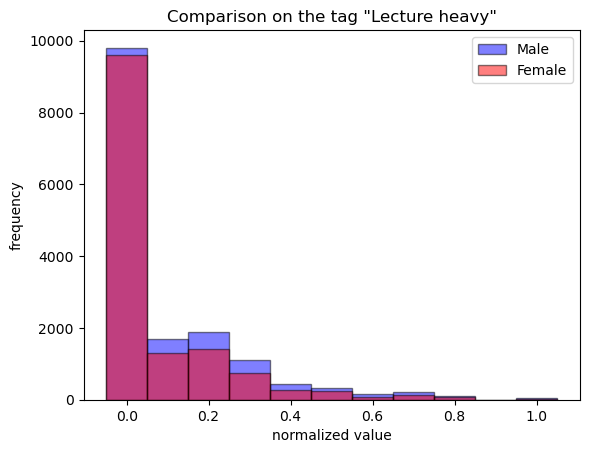 Comparison on the tag "Lecture heavy"
Male
Female
frequency
10000
8000
6000
4000
2000
0
0.0 0.2 0.4 0.6 0.8 1.0
normalized value